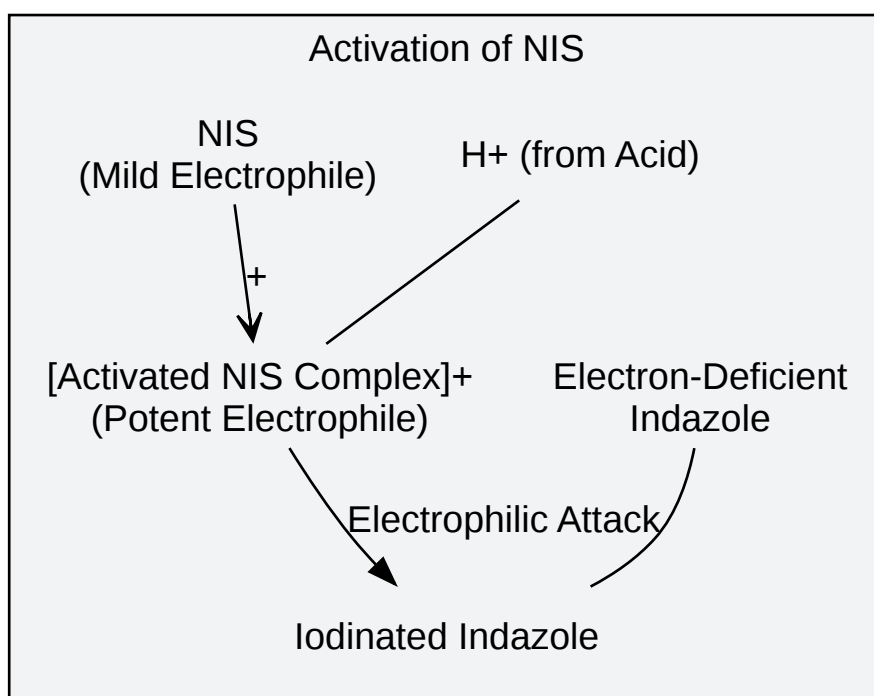 Activation of NIS
NIS
(Mild Electrophile)
H+ (from Acid)
+
[Activated NIS Complex]+
(Potent Electrophile)
Electron-Deficient
Indazole
Electrophilic Attack
Iodinated Indazole